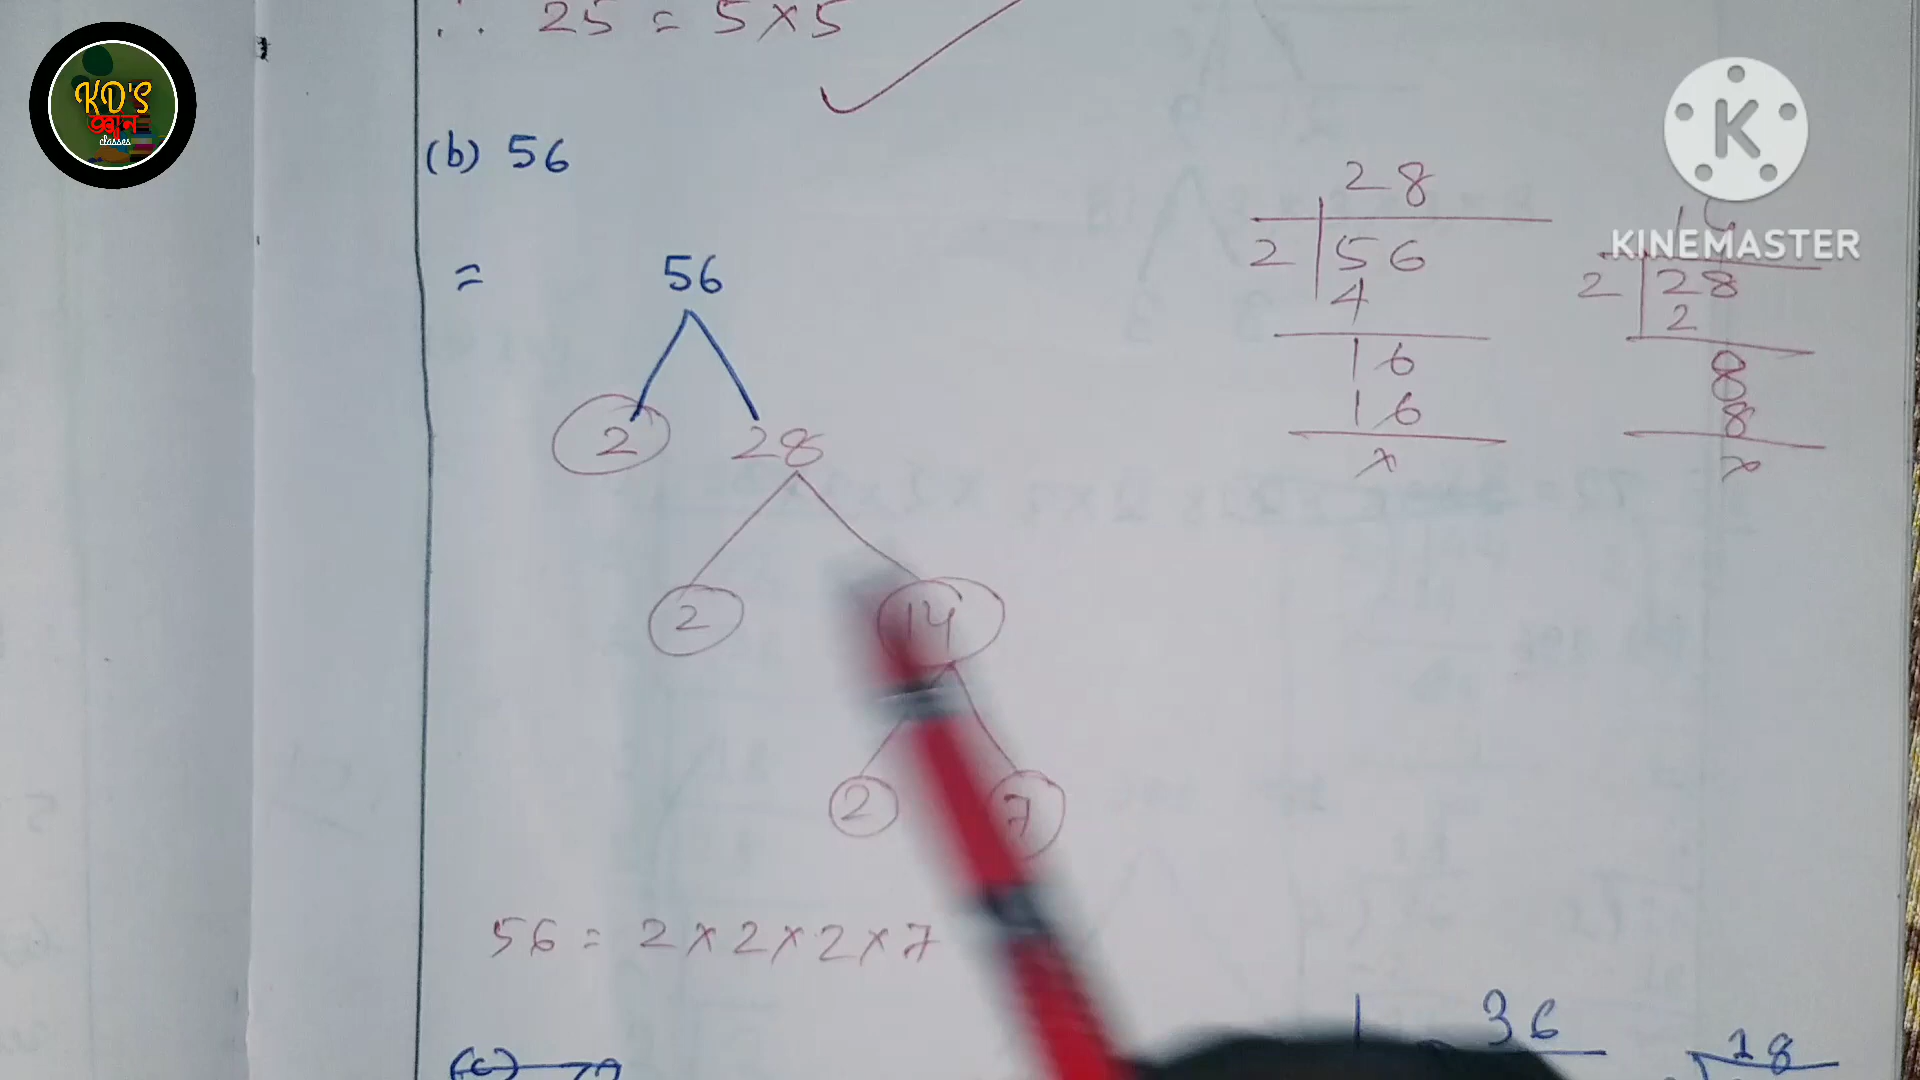 ∴ 25 = 5×5
KD'S
জ্ঞান
classes
(b) 56
= 56
2 28
2 14
2 7
56 = 2×2×2×7
28
2 56
4
16
16
×
KINEMASTER
14
2 28
2
8
8
×
(c) 72
36
18